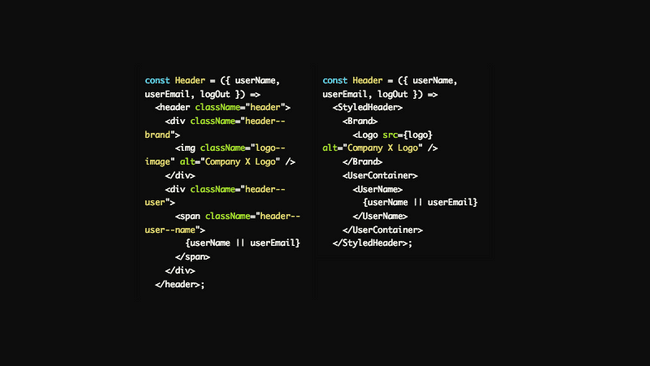 const Header = ({ userName,
userEmail, logOut }) =>
<header className="header">
<div className="header--
brand">
<img className="logo--
image" alt="Company X Logo" />
</div>
<div className="header--
user">
<span className="header--
user--name">
{userName || userEmail}
</span>
</div>
</header>;
const Header = ({ userName,
userEmail, logOut }) =>
<StyledHeader>
<Brand>
<Logo src={logo}
alt="Company X Logo" />
</Brand>
<UserContainer>
<UserName>
{userName || userEmail}
</UserName>
</UserContainer>
</StyledHeader>;